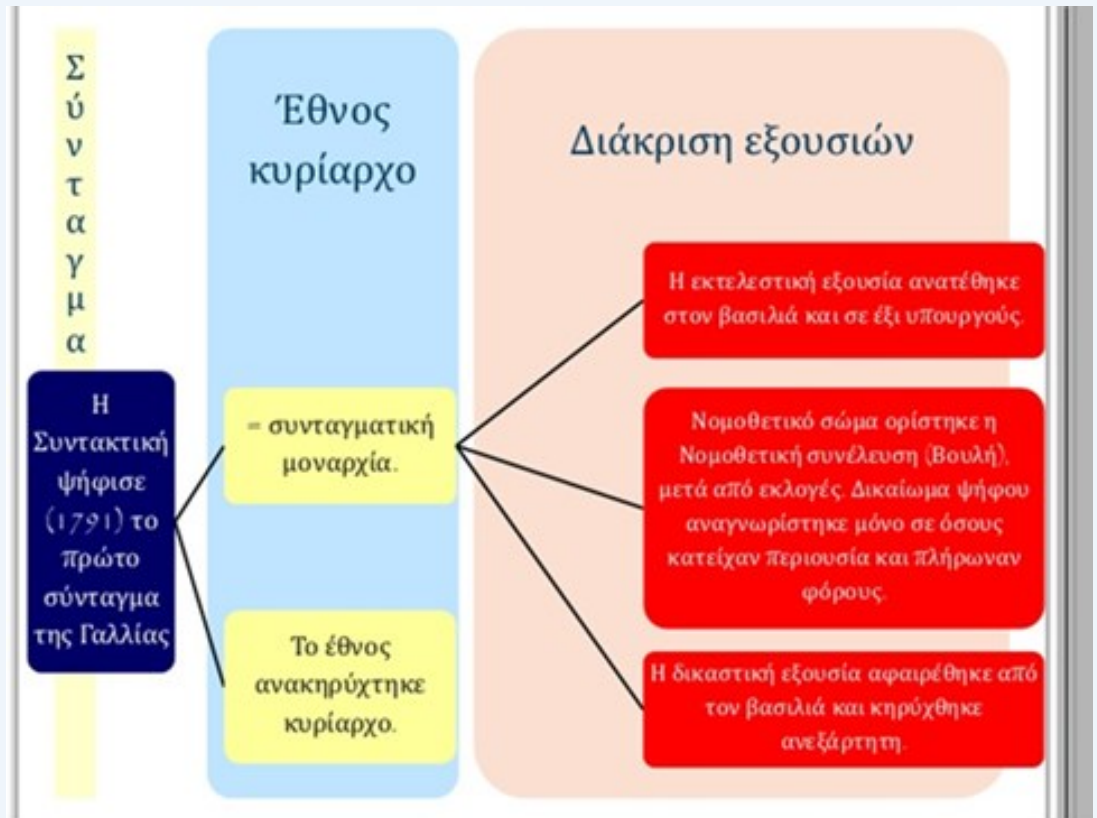 Σύνταγμα
Έθνος
κυρίαρχο
Διάκριση εξουσιών
Η
Συντακτική
ψήφισε
(1791) το
πρώτο
σύνταγμα
της Γαλλίας
= συνταγματική
μοναρχία.
Το έθνος
ανακηρύχτηκε
κυρίαρχο.
Η εκτελεστική εξουσία ανατέθηκε
στον βασιλιά και σε έξι υπουργούς.
Νομοθετικό σώμα ορίστηκε η
Νομοθετική συνέλευση (Βουλή),
μετά από εκλογές. Δικαίωμα ψήφου
αναγνωρίστηκε μόνο σε όσους
κατείχαν περιουσία και πλήρωναν
φόρους.
Η δικαστική εξουσία αφαιρέθηκε από
τον βασιλιά και κηρύχθηκε
ανεξάρτητη.